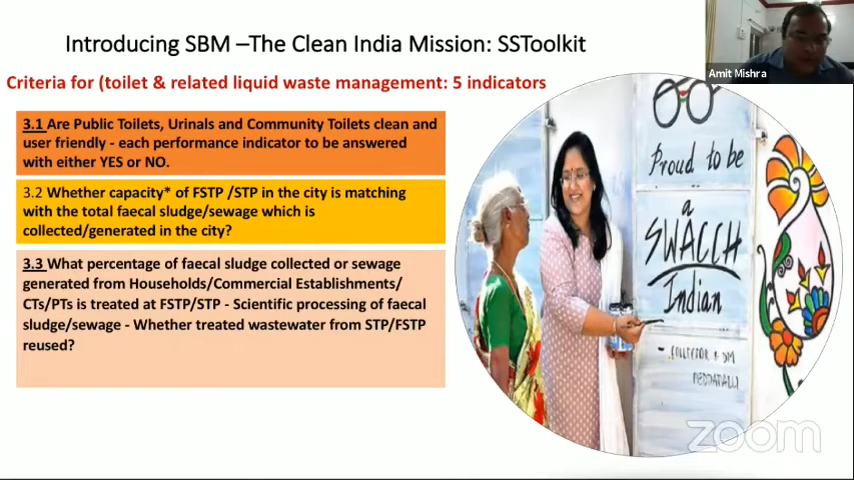 Introducing SBM –The Clean India Mission: SSToolkit
Amit Mishra
Criteria for (toilet & related liquid waste management: 5 indicators
3.1 Are Public Toilets, Urinals and Community Toilets clean and
user friendly - each performance indicator to be answered
with either YES or NO.
3.2 Whether capacity* of FSTP /STP in the city is matching
with the total faecal sludge/sewage which is
collected/generated in the city?
3.3 What percentage of faecal sludge collected or sewage
generated from Households/Commercial Establishments/
CTs/PTs is treated at FSTP/STP - Scientific processing of faecal
sludge/sewage - Whether treated wastewater from STP/FSTP
reused?
Proud to be
a
SWACCH
Indian
- COLLECTOR & DM
PEDDAPALLI
zoom